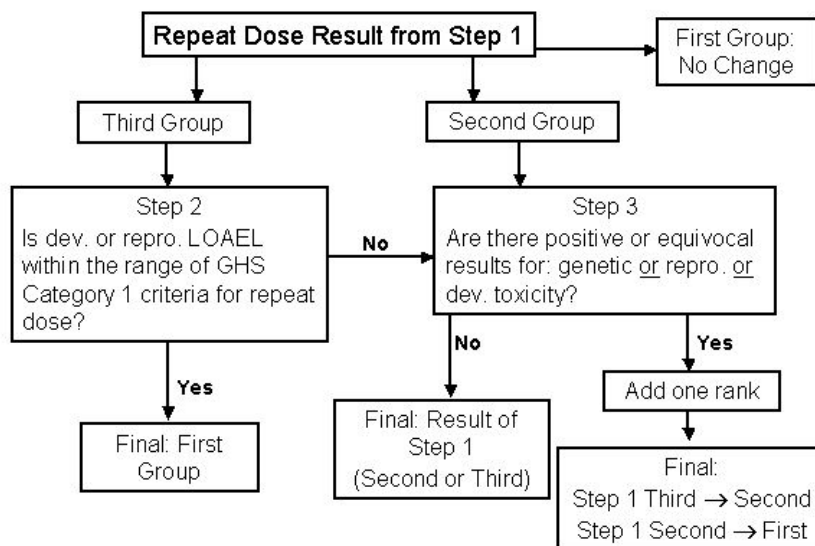 Repeat Dose Result from Step 1
First Group:
No Change
Third Group
Second Group
Step 2
Is dev. or repro. LOAEL
within the range of GHS
Category 1 criteria for repeat
dose?
No
Step 3
Are there positive or equivocal
results for: genetic or repro. or
dev. toxicity?
Yes
No
Yes
Final: First
Group
Final: Result of
Step 1
(Second or Third)
Add one rank
Final:
Step 1 Third → Second
Step 1 Second → First